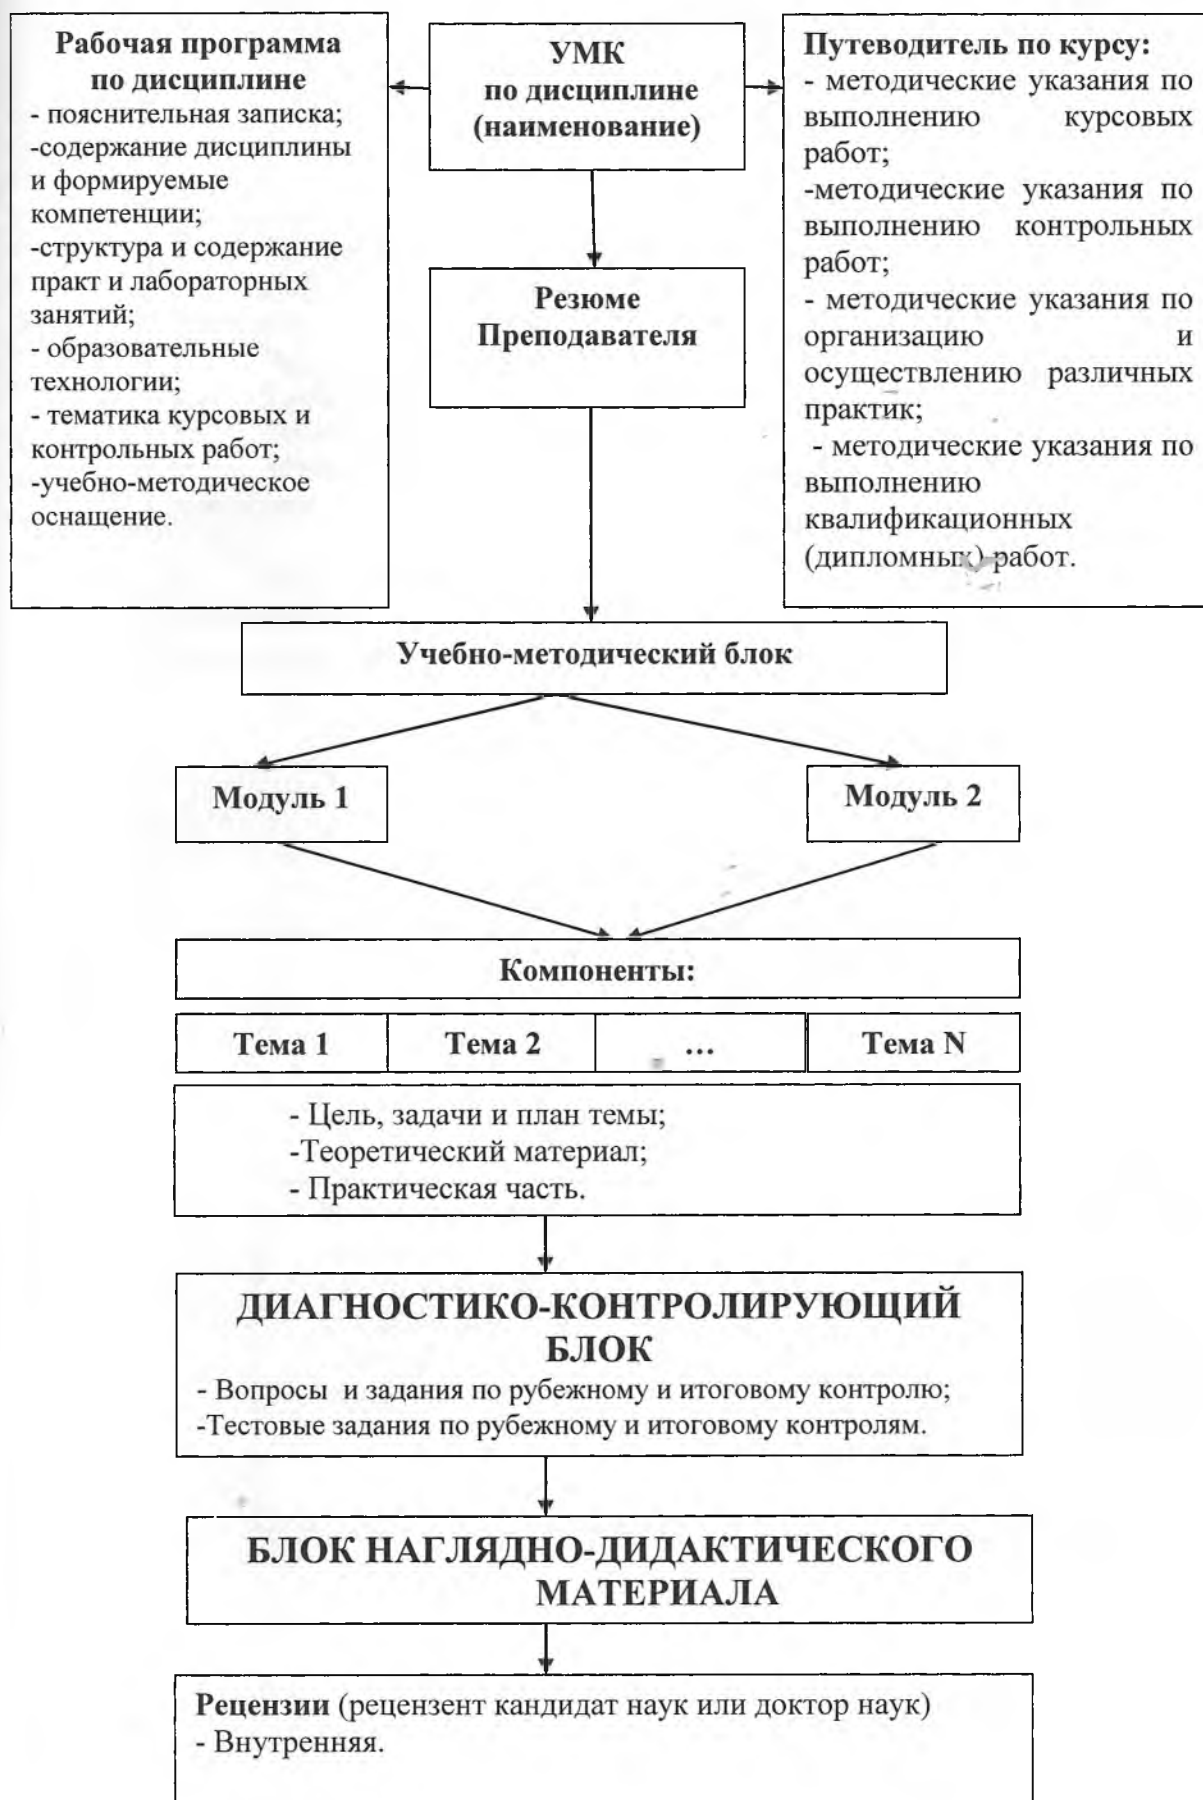 Рабочая программа
по дисциплине
- пояснительная записка;
-содержание дисциплины
и формируемые
компетенции;
-структура и содержание
практ и лабораторных
занятий;
- образовательные
технологии;
- тематика курсовых и
контрольных работ;
-учебно-методическое
оснащение.
УМК
по дисциплине
(наименование)
Путеводитель по курсу:
- методические указания по
выполнению курсовых
работ;
-методические указания по
выполнению контрольных
работ;
- методические указания по
организацию и
осуществлению различных
практик;
- методические указания по
выполнению
квалификационных
(дипломных) работ.
Резюме
Преподавателя
Учебно-методический блок
Модуль 1
Модуль 2
Компоненты:
Тема 1 Тема 2 ... Тема N
- Цель, задачи и план темы;
-Теоретический материал;
- Практическая часть.
ДИАГНОСТИКО-КОНТРОЛИРУЮЩИЙ
БЛОК
- Вопросы и задания по рубежному и итоговому контролю;
-Тестовые задания по рубежному и итоговому контролям.
БЛОК НАГЛЯДНО-ДИДАКТИЧЕСКОГО
МАТЕРИАЛА
Рецензии (рецензент кандидат наук или доктор наук)
- Внутренняя.